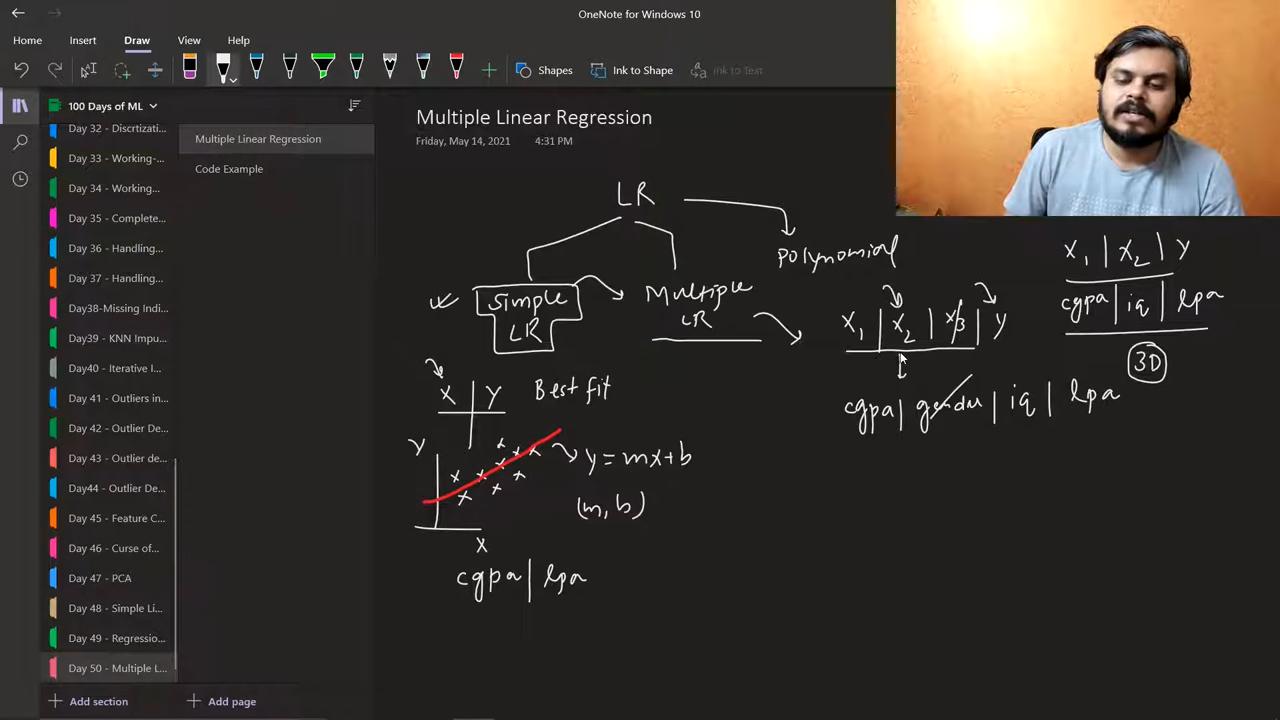 OneNote for Windows 10
Home Insert Draw View Help
Shapes Ink to Shape Ink to Text
100 Days of ML
Day 32 - Discrtizati...
Day 33 - Working-...
Day 34 - Working...
Day 35 - Complete...
Day 36 - Handling...
Day 37 - Handling...
Day38-Missing Indi...
Day39 - KNN Impu...
Day40 - Iterative I...
Day 41 - Outliers in...
Day 42 - Outlier De...
Day 43 - Outlier de...
Day44 - Outlier De...
Day 45 - Feature C...
Day 46 - Curse of...
Day 47 - PCA
Day 48 - Simple Li...
Day 49 - Regressio...
Day 50 - Multiple L...
Add section
Multiple Linear Regression
Code Example
Add page
Multiple Linear Regression
Friday, May 14, 2021 4:31 PM
LR
Polynomial
Simple
LR
Multiple
LR
X Y
Best fit
Y
y = mx+b
(m, b)
X
cgpa | lpa
X1 | X2 | X3 | Y
cgpa | gender | iq | lpa
X1 | X2 | Y
cgpa | iq | lpa
3D